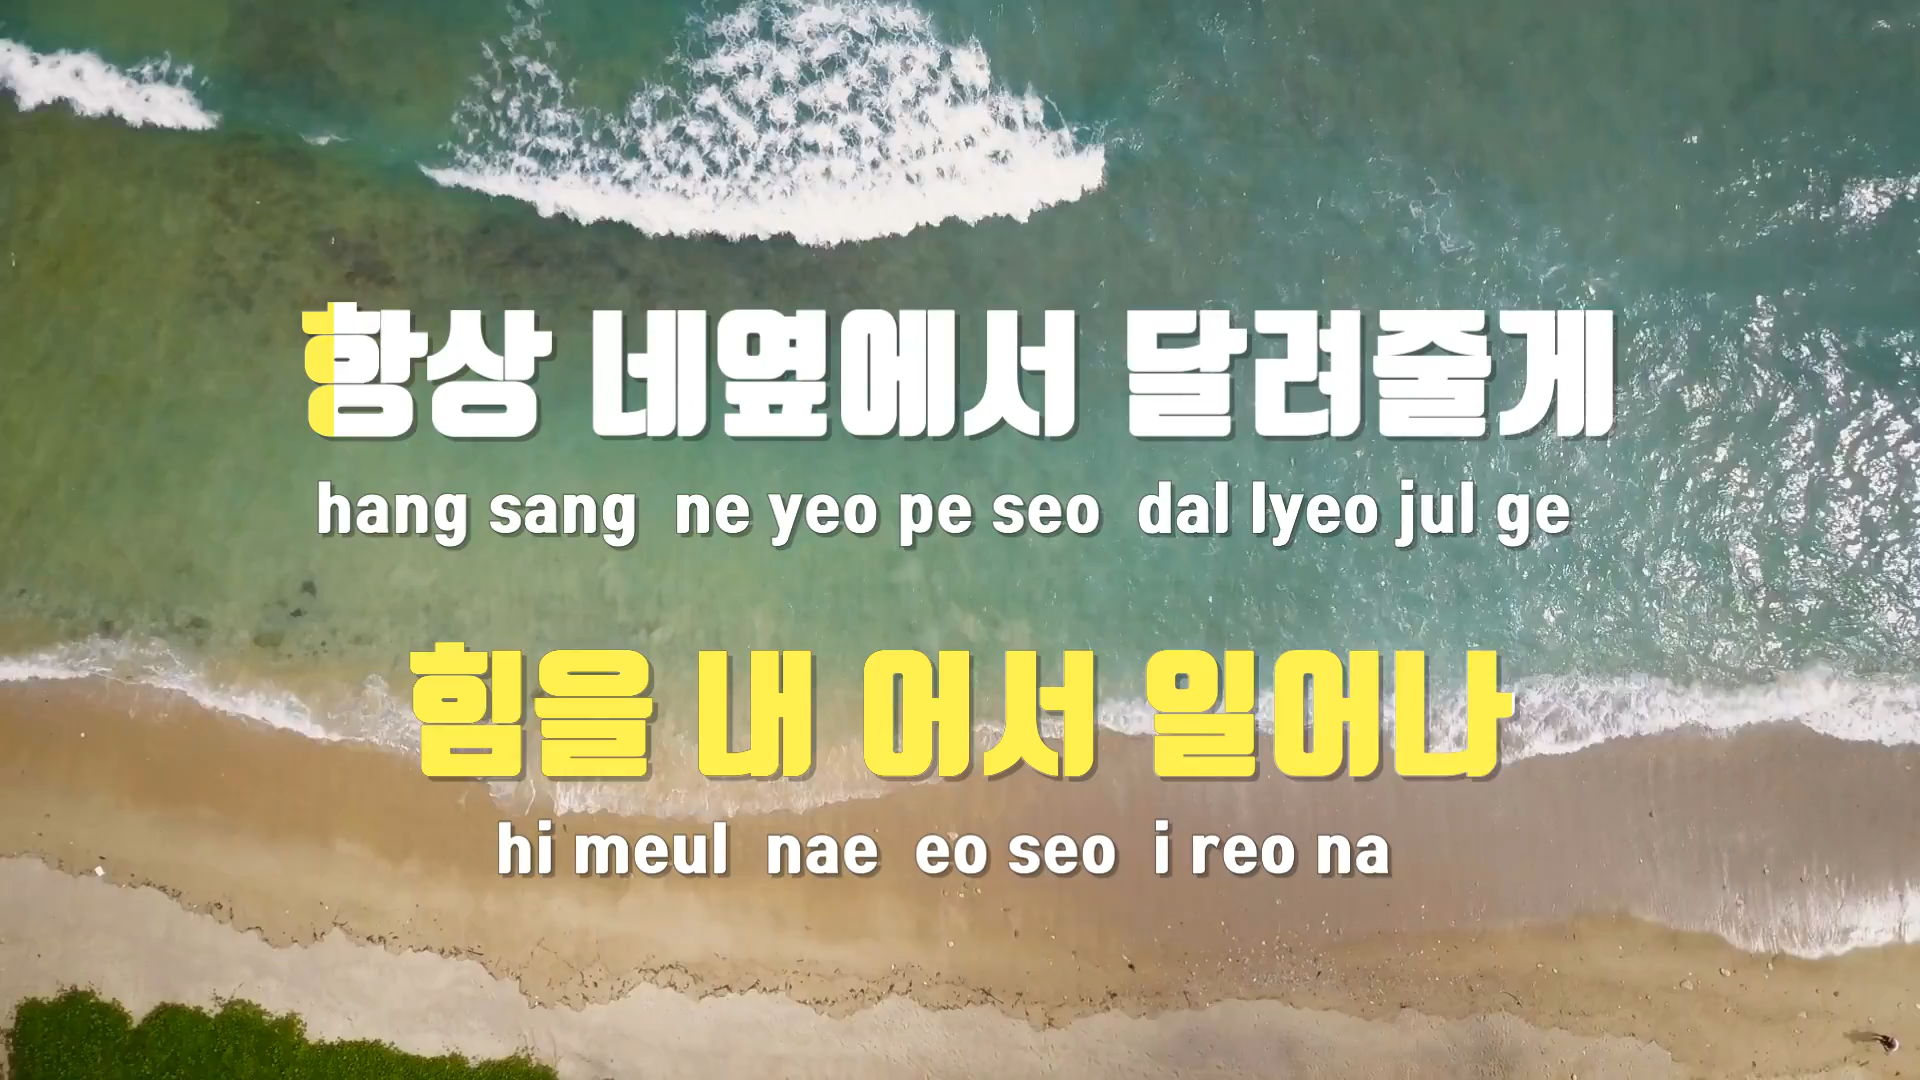 항상 네옆에서 달려줄게
hang sang ne yeo pe seo dal lyeo jul ge
힘을 내 어서 일어나
hi meul nae eo seo i reo na